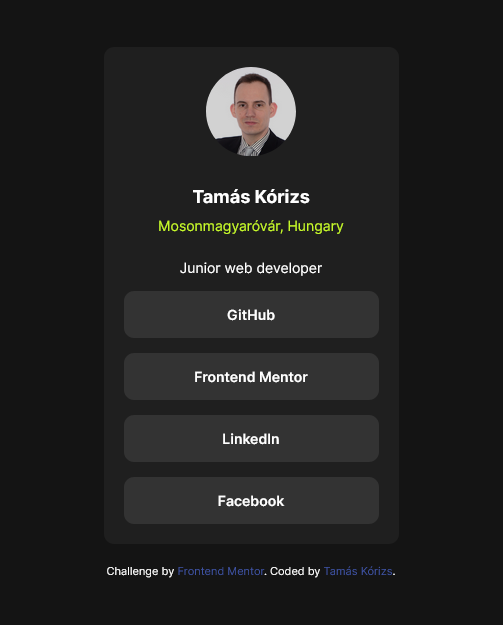 Tamás Kórizs
Mosonmagyaróvár, Hungary
Junior web developer
GitHub
Frontend Mentor
LinkedIn
Facebook
Challenge by Frontend Mentor. Coded by Tamás Kórizs.